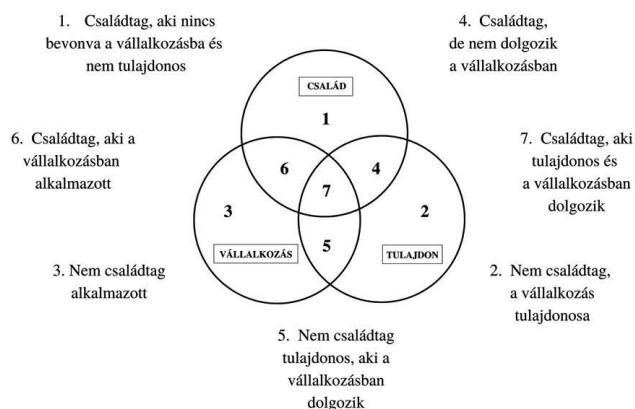 1. Családtag, aki nincs
bevonva a vállalkozásba és
nem tulajdonos
4. Családtag,
de nem dolgozik
a vállalkozásban
CSALÁD
1
6. Családtag, aki a
vállalkozásban
alkalmazott
6
4
7
7. Családtag, aki
tulajdonos és
a vállalkozásban
dolgozik
3
2
5
VÁLLALKOZÁS
TULAJDON
3. Nem családtag
alkalmazott
2. Nem családtag,
a vállalkozás
tulajdonosa
5. Nem családtag
tulajdonos, aki a
vállalkozásban
dolgozik